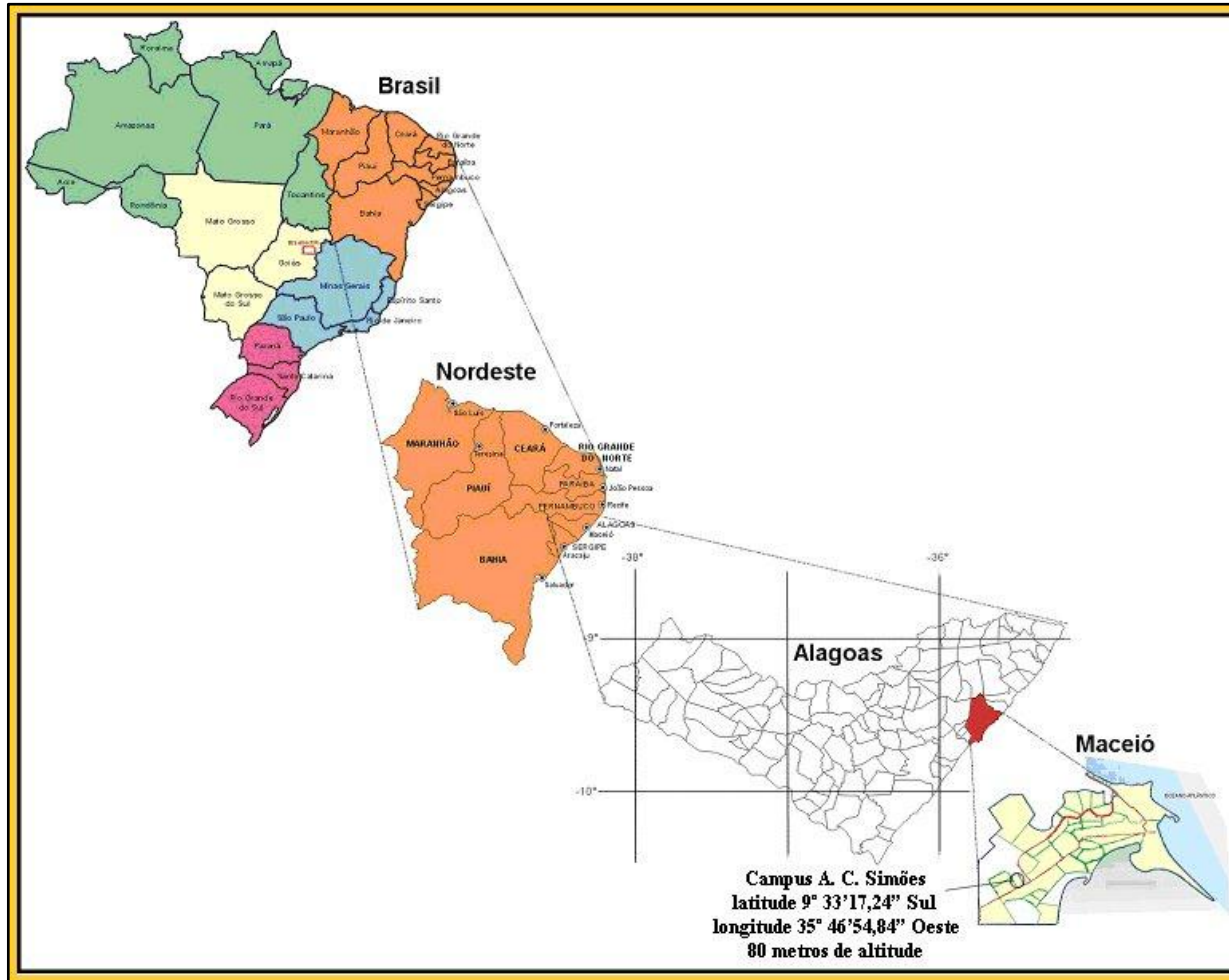 Brasil
Roraima
Amapá
Amazonas
Pará
Maranhão
Ceará
Rio Grande
do Norte
Paraíba
Piauí
Pernambuco
Alagoas
Sergipe
Acre
Rondônia
Tocantins
Bahia
Mato Grosso
Goiás
Minas Gerais
Mato Grosso
do Sul
Espírito Santo
São Paulo
Rio de Janeiro
Paraná
Santa Catarina
Rio Grande
do Sul
Nordeste
São Luís
Fortaleza
MARANHÃO
Teresina
CEARÁ
RIO GRANDE
DO NORTE
Natal
PIAUÍ
PARAÍBA
João Pessoa
PERNAMBUCO
Recife
ALAGOAS
Maceió
SERGIPE
Aracaju
BAHIA
Salvador
-38°
-36°
-9°
Alagoas
-10°
Maceió
OCEANO ATLÂNTICO
Campus A. C. Simões
latitude 9° 33'17,24” Sul
longitude 35° 46'54,84” Oeste
80 metros de altitude